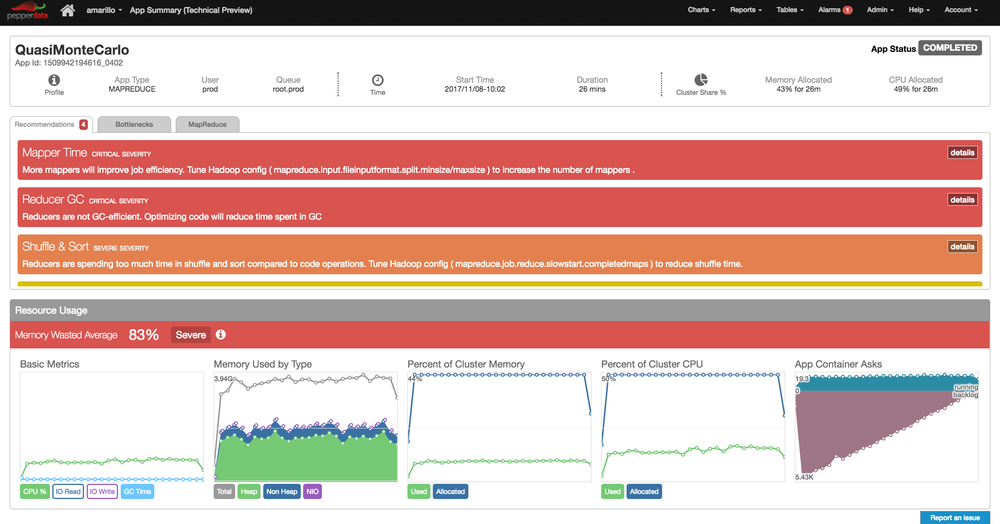 pepperdata
amarillo
App Summary (Technical Preview)
Charts
Reports
Tables
Alarms 1
Admin
Help
Account
QuasiMonteCarlo
App Id: 1509942194616_0402
App Status COMPLETED
Profile
App Type
MAPREDUCE
User
prod
Queue
root.prod
Time
Start Time
2017/11/08-10:02
Duration
26 mins
Cluster Share %
Memory Allocated
43% for 26m
CPU Allocated
49% for 26m
Recommendations 4
Bottlenecks
MapReduce
Mapper Time CRITICAL SEVERITY
details
More mappers will improve job efficiency. Tune Hadoop config ( mapreduce.input.fileinputformat.split.minsize/maxsize ) to increase the number of mappers .
Reducer GC CRITICAL SEVERITY
details
Reducers are not GC-efficient. Optimizing code will reduce time spent in GC
Shuffle & Sort SEVERE SEVERITY
details
Reducers are spending too much time in shuffle and sort compared to code operations. Tune Hadoop config ( mapreduce.job.reduce.slowstart.completedmaps ) to reduce shuffle time.
Resource Usage
Memory Wasted Average 83% Severe
Basic Metrics
CPU %
IO Read
IO Write
GC Time
Memory Used by Type
3.94G
Total
Heap
Non Heap
NIO
Percent of Cluster Memory
44%
Used
Allocated
Percent of Cluster CPU
50%
Used
Allocated
App Container Asks
19.3
0
running
backlog
5.43K
Report an issue